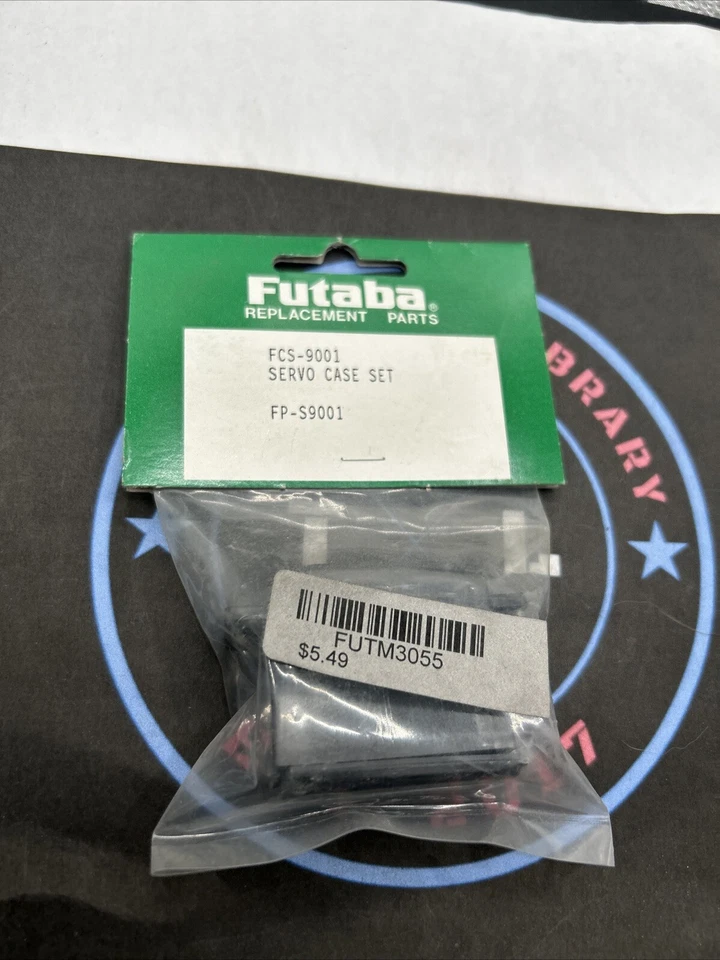 Futaba®
REPLACEMENT PARTS
FCS-9001
SERVO CASE SET
FP-S9001
BRARY
FUTM3055
$5.49